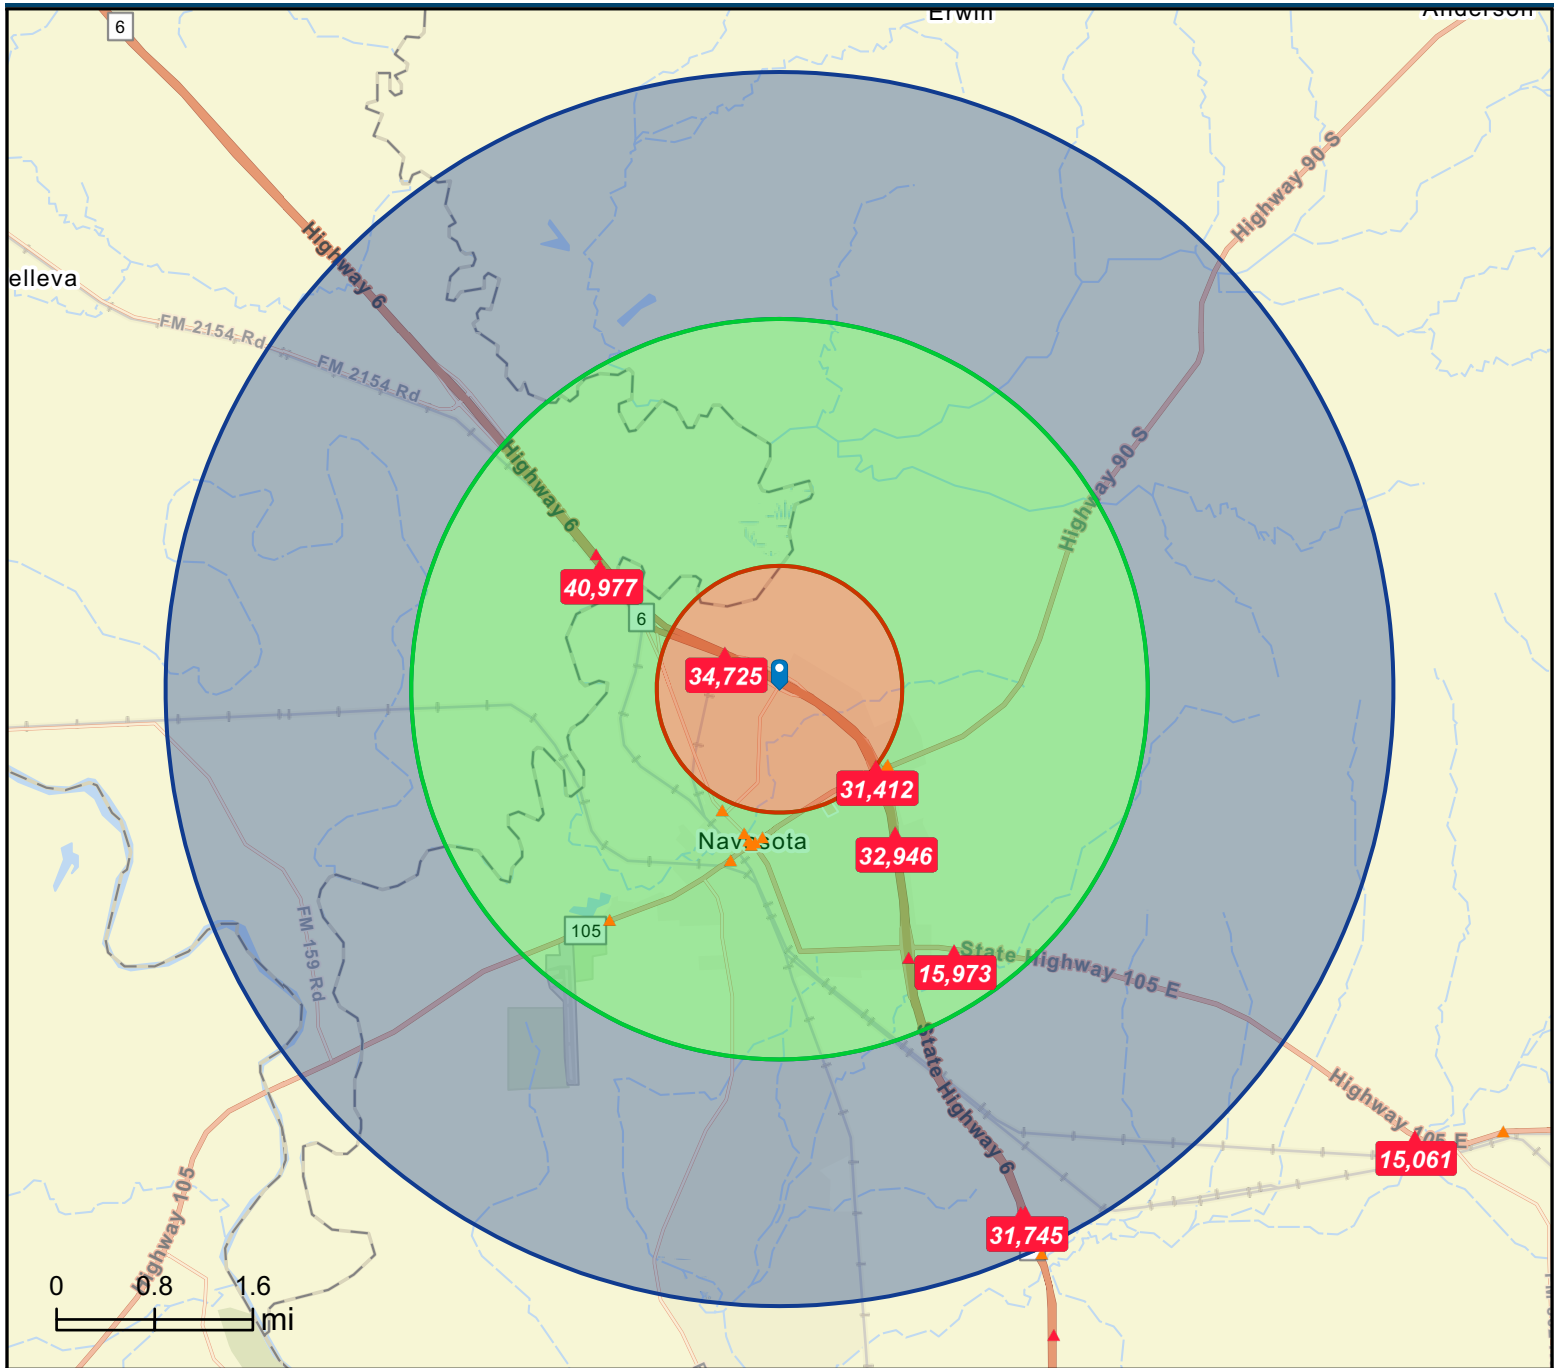 Erwin
Anderson
6
Highway 90 S
Highway 6
elleva
FM 2154 Rd
FM 2154 Rd
Highway 6
Highway 90 S
40,977
6
34,725
31,412
Navasota
32,946
105
FM 159 Rd
State Highway 105 E
15,973
State Highway 6
Highway 105 E
15,061
Highway 105
31,745
0 0.8 1.6
mi